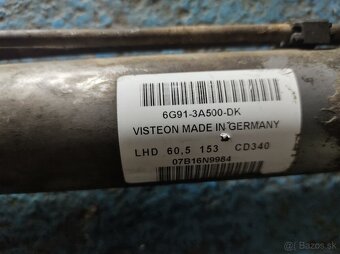 6G91-3A500-DK
VISTEON MADE IN GERMANY
LHD 60,5 153 CD340
07B16N9984
Bazos.sk